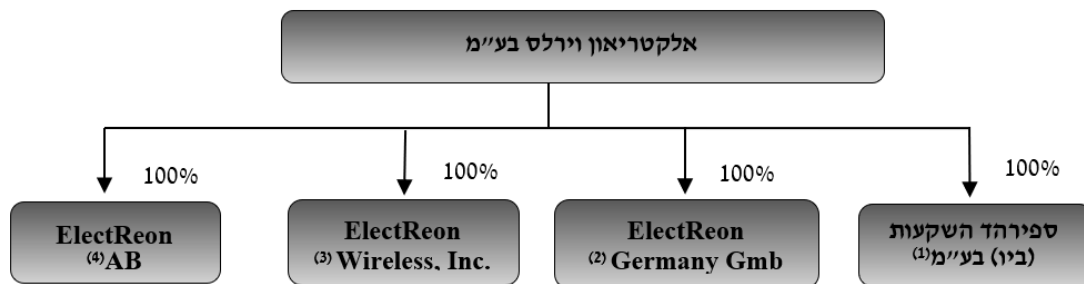 אלקטריאון וירלס בע"מ
100%
100%
100%
100%
ספירהד השקעות
(ביו) בע"מ(1)
ElectReon
(2) Germany Gmb
ElectReon
(3) Wireless, Inc.
ElectReon
(4)AB